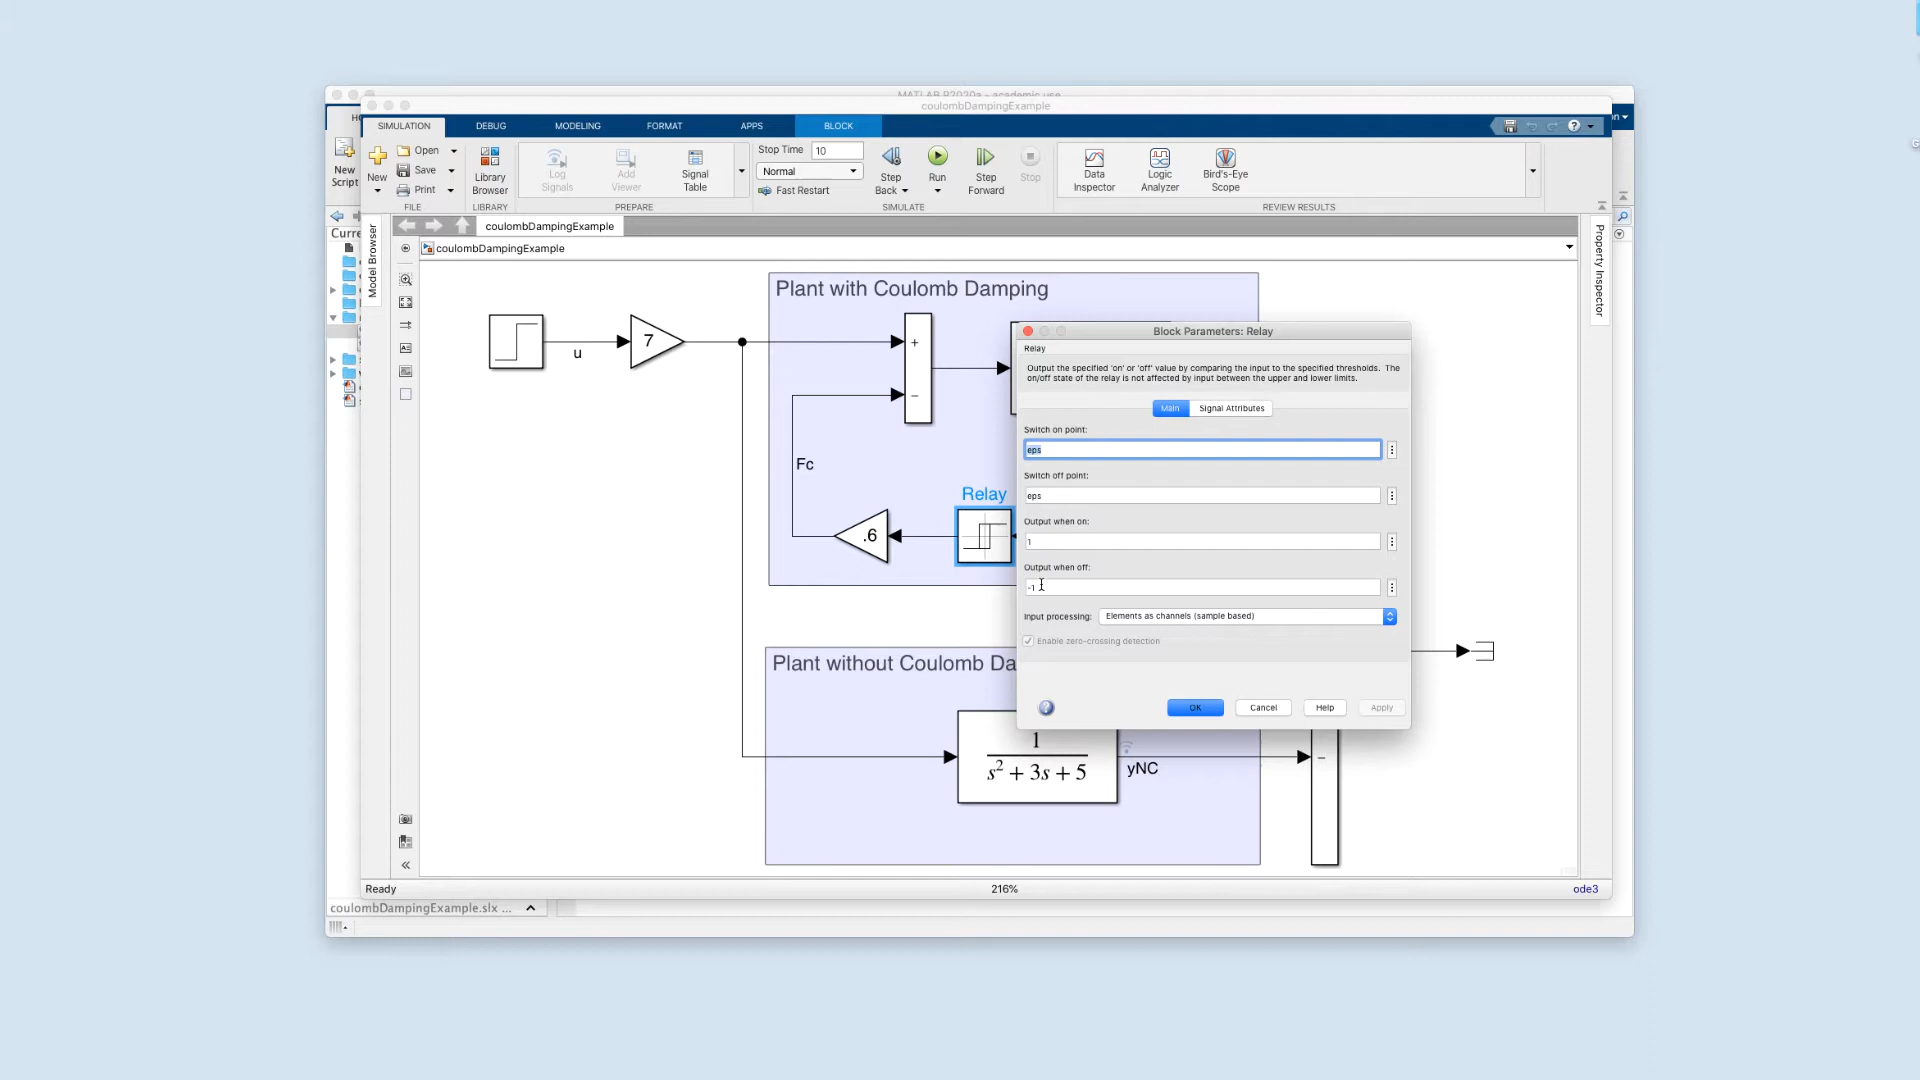 MATLAB R2020a - academic use
coulombDampingExample
SIMULATION
DEBUG
MODELING
FORMAT
APPS
BLOCK
New
Script
New
Open
Save
Print
FILE
Library
Browser
LIBRARY
Log
Signals
Add
Viewer
Signal
Table
PREPARE
Stop Time 10
Normal
Fast Restart
Step
Back
Run
Step
Forward
Stop
SIMULATE
Data
Inspector
Logic
Analyzer
Bird's-Eye
Scope
REVIEW RESULTS
Curre
Model Browser
coulombDampingExample
coulombDampingExample
Property Inspector
Plant with Coulomb Damping
u
7
+
−
Fc
.6
Relay
Block Parameters: Relay
Relay
Output the specified 'on' or 'off' value by comparing the input to the specified thresholds. The
on/off state of the relay is not affected by input between the upper and lower limits.
Main
Signal Attributes
Switch on point:
eps
Switch off point:
eps
Output when on:
1
Output when off:
-1
Input processing: Elements as channels (sample based)
Enable zero-crossing detection
OK
Cancel
Help
Apply
Plant without Coulomb Da
1
s² + 3s + 5
yNC
−
Ready
216%
ode3
coulombDampingExample.slx ...